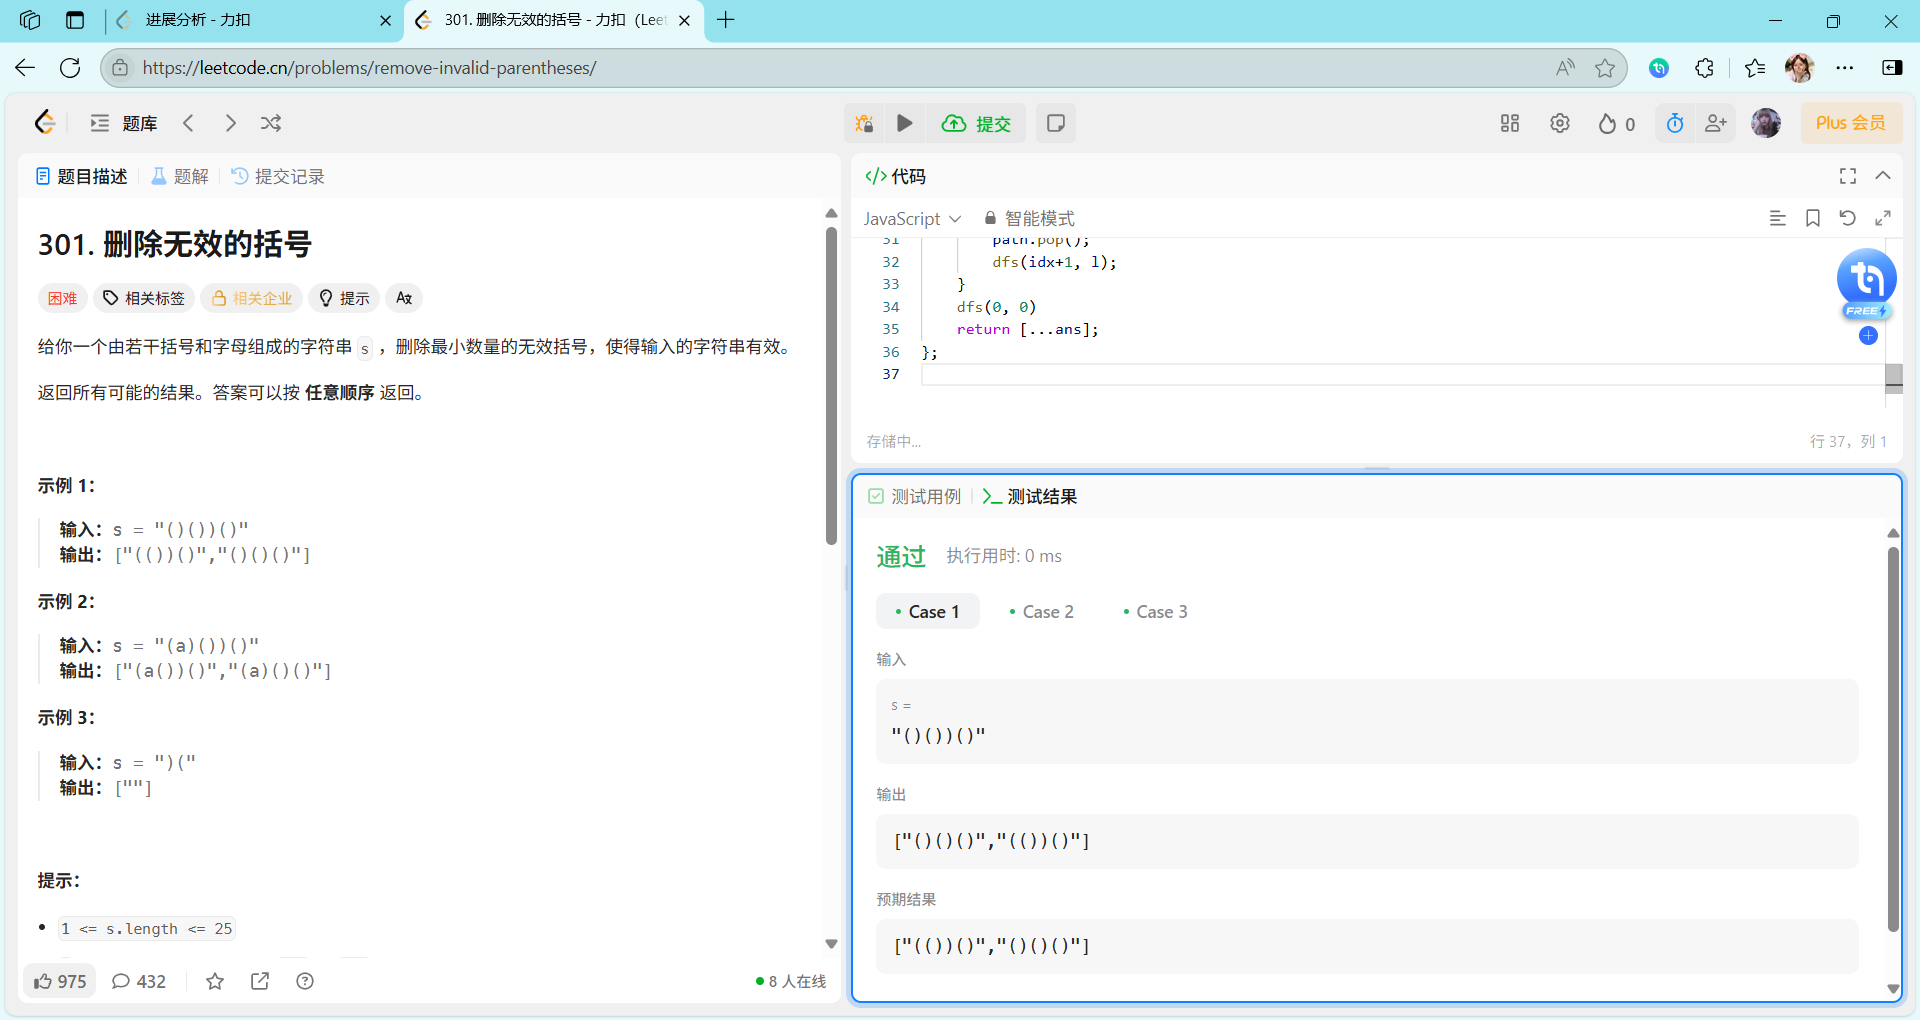 进展分析 - 力扣
301. 删除无效的括号 - 力扣 (Leet
https://leetcode.cn/problems/remove-invalid-parentheses/
题库
提交
0
Plus 会员
题目描述
题解
提交记录
301. 删除无效的括号
困难
相关标签
相关企业
提示
给你一个由若干括号和字母组成的字符串 s ，删除最小数量的无效括号，使得输入的字符串有效。
返回所有可能的结果。答案可以按 任意顺序 返回。
示例 1：
输入：s = "()())()"
输出：["(())()","()()()"]
示例 2：
输入：s = "(a)())()"
输出：["(a())()","(a)()()"]
示例 3：
输入：s = ")("
输出：[""]
提示：
1 <= s.length <= 25
975
432
8 人在线
</> 代码
JavaScript
智能模式
31 path.pop();
32 dfs(idx+1, l);
33 }
34 dfs(0, 0)
35 return [...ans];
36 };
37
FREE
存储中...
行 37，列 1
测试用例
测试结果
通过
执行用时: 0 ms
Case 1
Case 2
Case 3
输入
s =
"()())()"
输出
["()()()","(())()"]
预期结果
["(())()","()()()"]